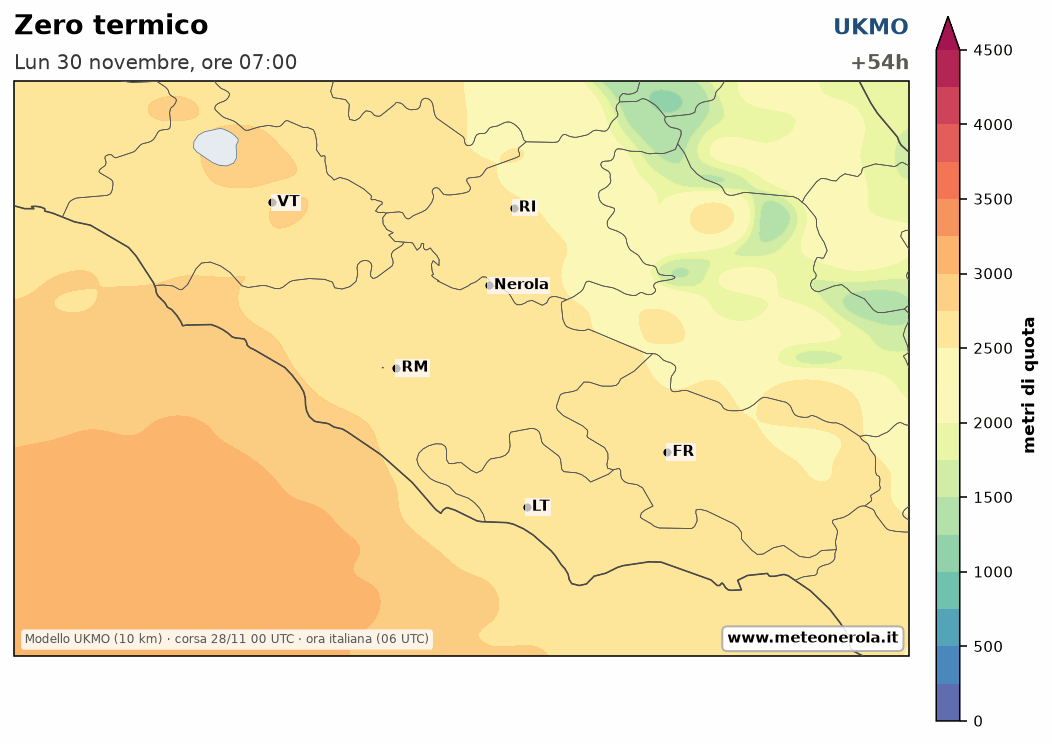 Zero termico
UKMO
Lun 30 novembre, ore 07:00
+54h
VT
RI
Nerola
RM
FR
LT
Modello UKMO (10 km) · corsa 28/11 00 UTC · ora italiana (06 UTC)
www.meteonerola.it
4500
4000
3500
3000
2500
2000
1500
1000
500
0
metri di quota